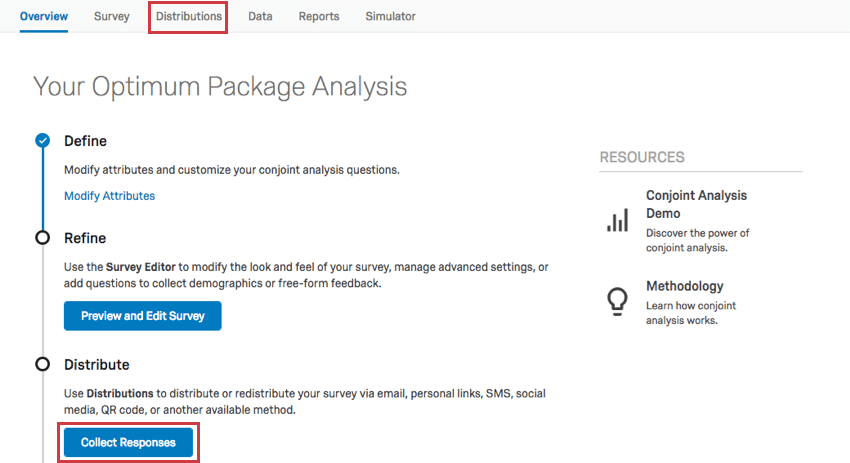 Overview Survey Distributions Data Reports Simulator
Your Optimum Package Analysis
Define
Modify attributes and customize your conjoint analysis questions.
Modify Attributes
Refine
Use the Survey Editor to modify the look and feel of your survey, manage advanced settings, or
add questions to collect demographics or free-form feedback.
Preview and Edit Survey
Distribute
Use Distributions to distribute or redistribute your survey via email, personal links, SMS, social
media, QR code, or another available method.
Collect Responses
RESOURCES
Conjoint Analysis
Demo
Discover the power of
conjoint analysis.
Methodology
Learn how conjoint
analysis works.